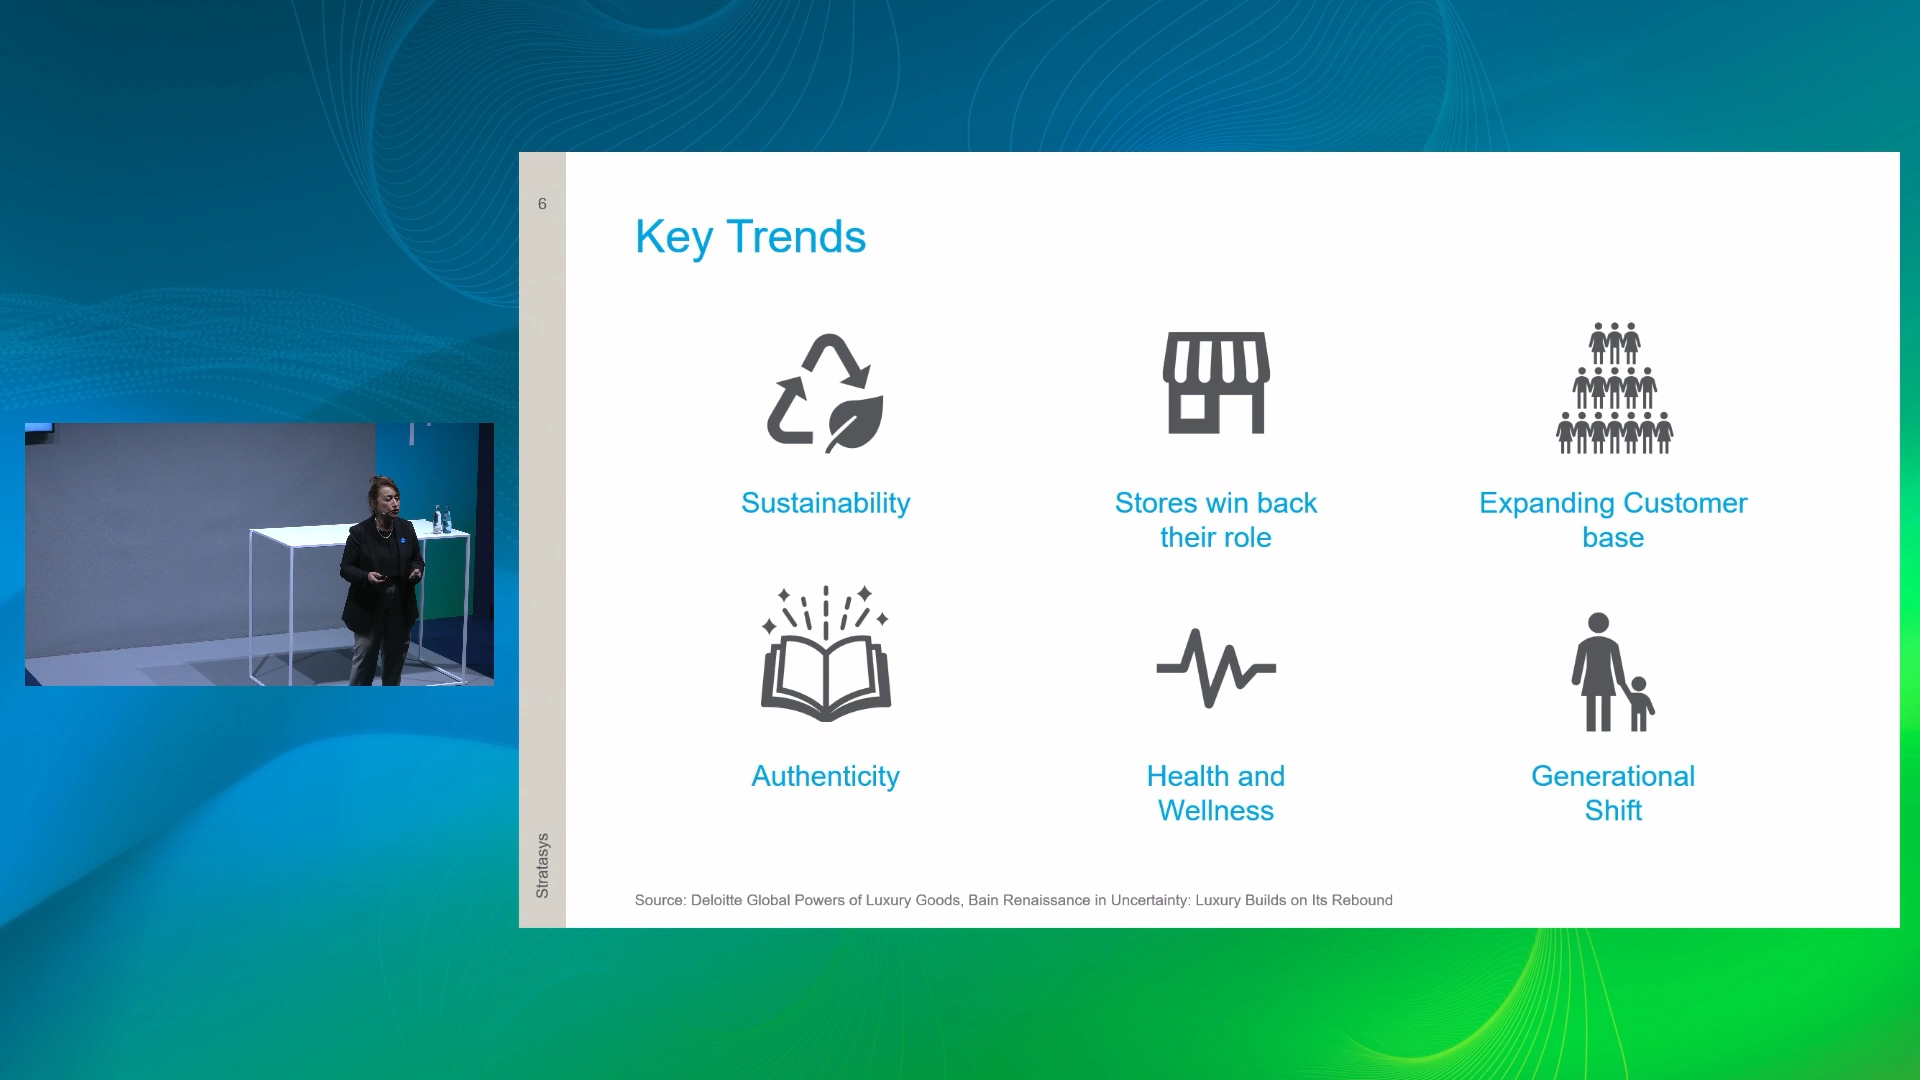 6
Key Trends
Sustainability
Stores win back
their role
Expanding Customer
base
Authenticity
Health and
Wellness
Generational
Shift
Stratasys
Source: Deloitte Global Powers of Luxury Goods, Bain Renaissance in Uncertainty: Luxury Builds on Its Rebound